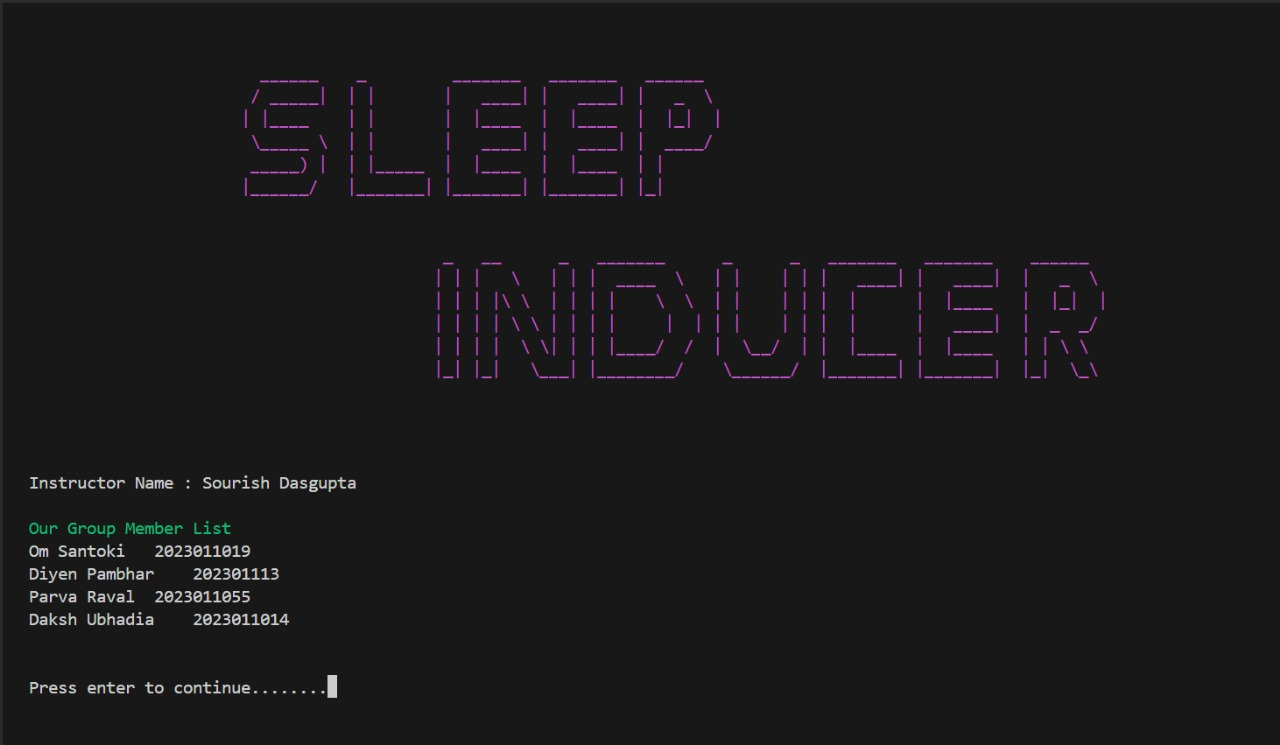 SLEEP
INDUCER
Instructor Name : Sourish Dasgupta
Our Group Member List
Om Santoki   2023011019
Diyen Pambhar    202301113
Parva Raval  2023011055
Daksh Ubhadia    2023011014
Press enter to continue........